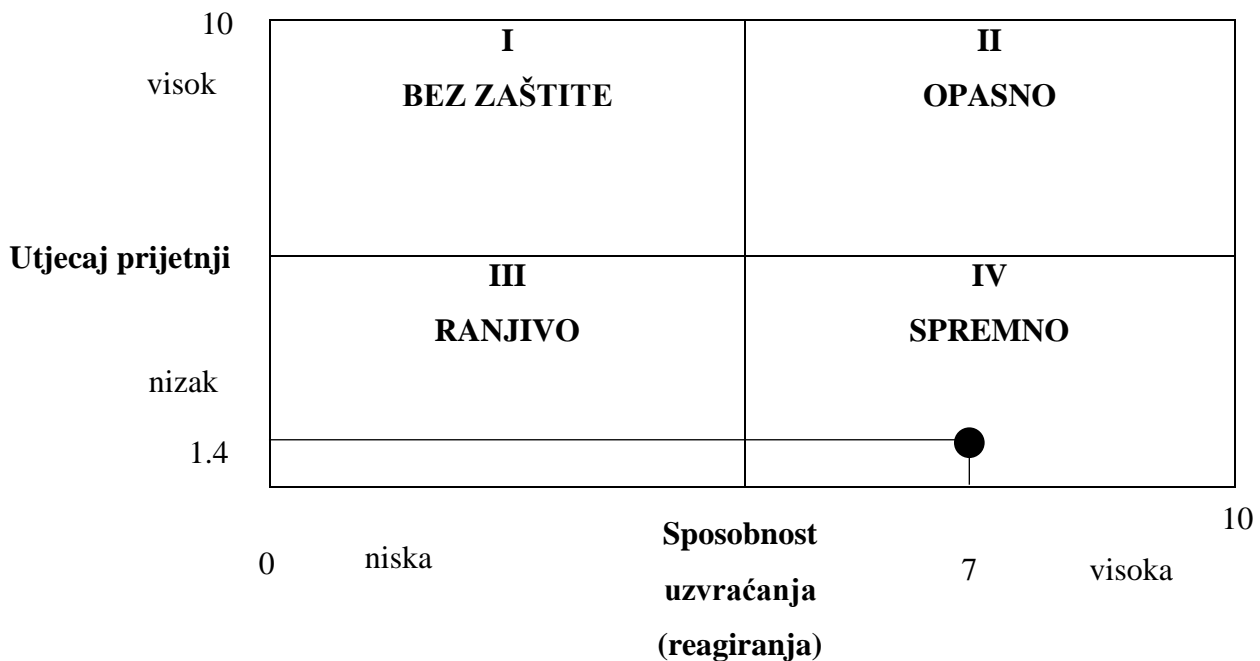 10
visok
I
BEZ ZAŠTITE
II
OPASNO
Utjecaj prijetnji
III
RANJIVO
IV
SPREMNO
nizak
1.4
0
niska
Sposobnost
uzvraćanja
(reagiranja)
7
visoka
10